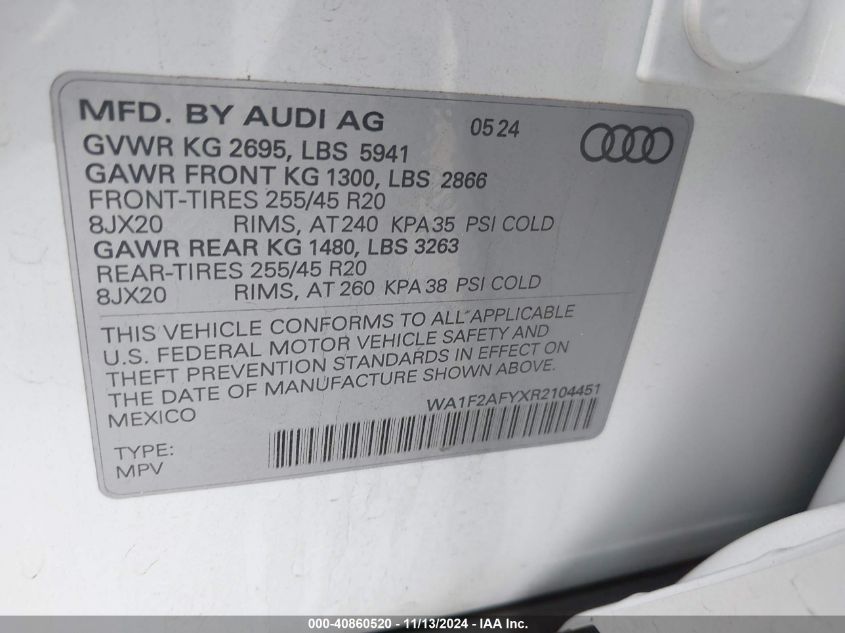 MFD. BY AUDI AG 0524
GVWR KG 2695, LBS 5941
GAWR FRONT KG 1300, LBS 2866
FRONT-TIRES 255/45 R20
8JX20 RIMS, AT 240 KPA 35 PSI COLD
GAWR REAR KG 1480, LBS 3263
REAR-TIRES 255/45 R20
8JX20 RIMS, AT 260 KPA 38 PSI COLD
THIS VEHICLE CONFORMS TO ALL APPLICABLE
U.S. FEDERAL MOTOR VEHICLE SAFETY AND
THEFT PREVENTION STANDARDS IN EFFECT ON
THE DATE OF MANUFACTURE SHOWN ABOVE.
MEXICO WA1F2AFYXR2104451
TYPE:
MPV
000-40860520 - 11/13/2024 - IAA Inc.